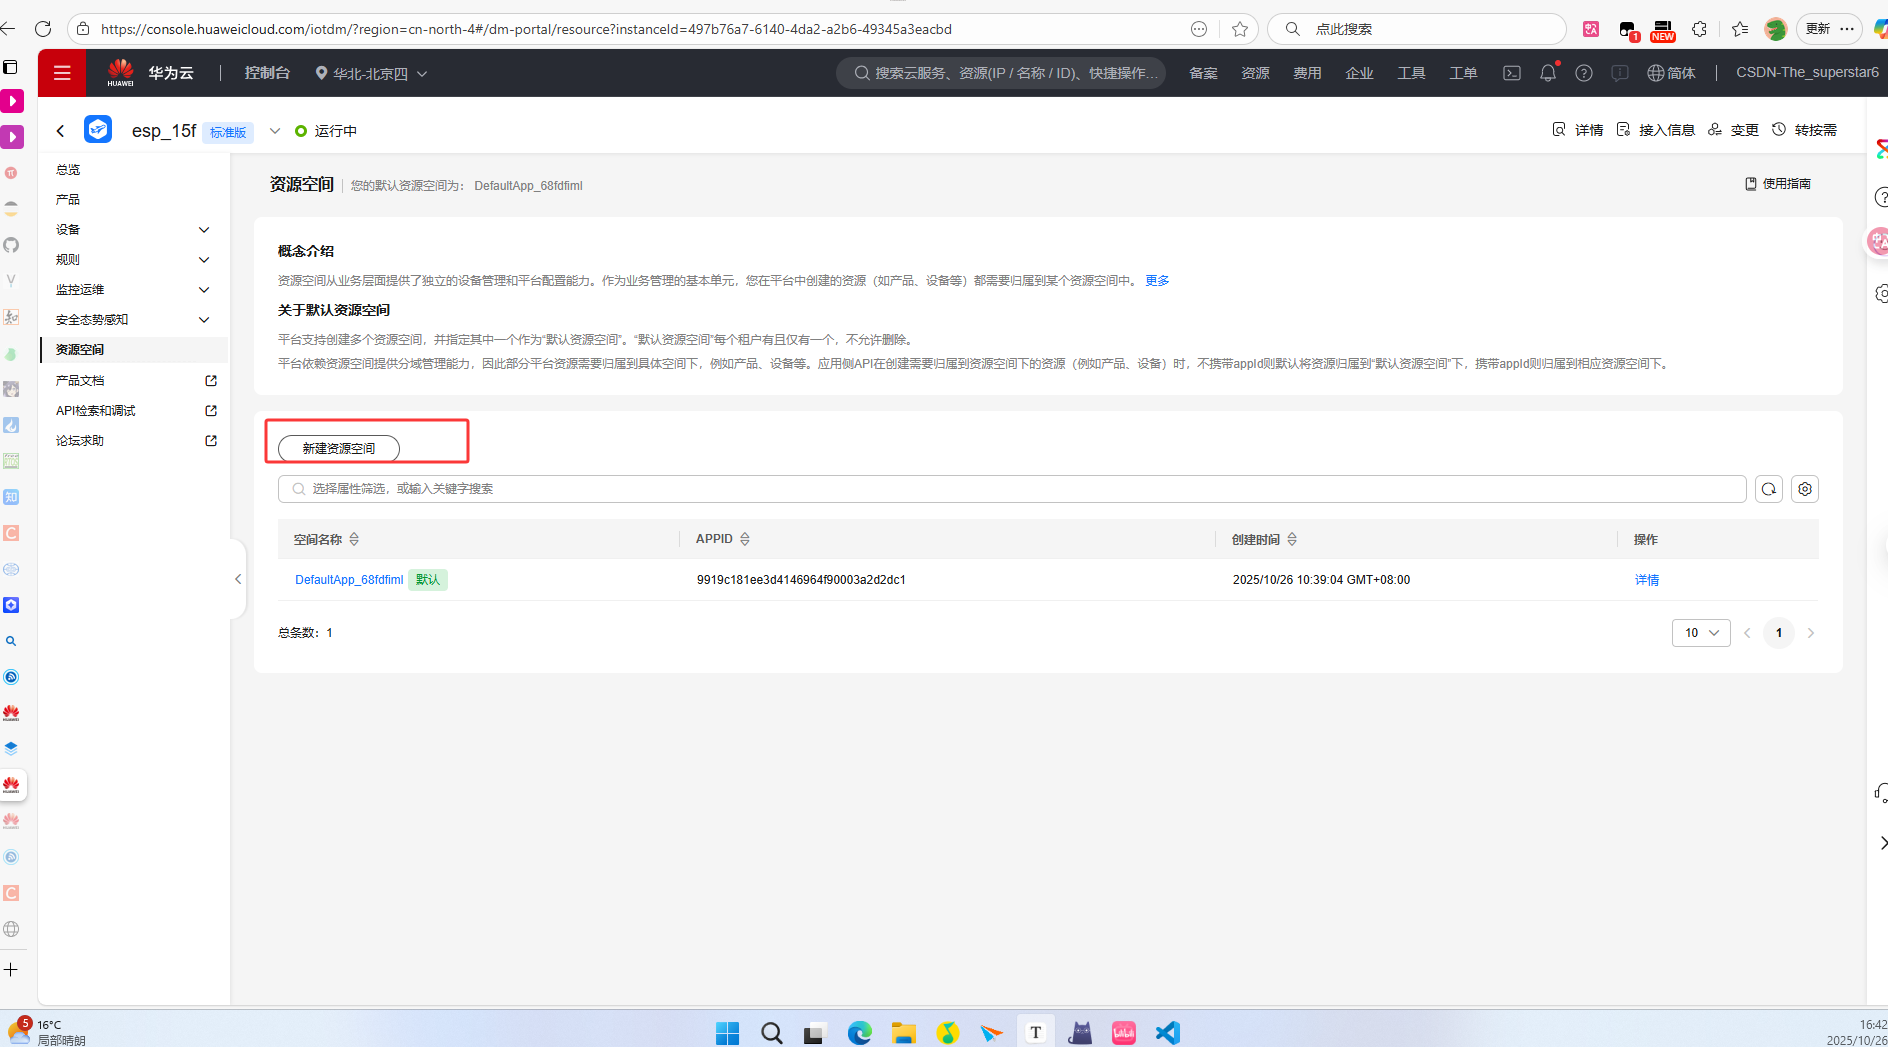 https://console.huaweicloud.com/iotdm/?region=cn-north-4#/dm-portal/resource?instanceId=497b76a7-6140-4da2-a2b6-49345a3eacbd
点此搜索
1
NEW
更新
HUAWEI
华为云
控制台
华北-北京四
搜索云服务、资源(IP / 名称 / ID)、快捷操作…
备案
资源
费用
企业
工具
工单
简体
CSDN-The_superstar6
esp_15f
标准版
运行中
详情
接入信息
变更
转按需
总览
产品
设备
规则
监控运维
安全态势感知
资源空间
产品文档
API检索和调试
论坛求助
资源空间
您的默认资源空间为： DefaultApp_68fdfiml
使用指南
概念介绍
资源空间从业务层面提供了独立的设备管理和平台配置能力。作为业务管理的基本单元，您在平台中创建的资源（如产品、设备等）都需要归属到某个资源空间中。 更多
关于默认资源空间
平台支持创建多个资源空间，并指定其中一个作为“默认资源空间”。“默认资源空间”每个租户有且仅有一个，不允许删除。
平台依赖资源空间提供分域管理能力，因此部分平台资源需要归属到具体空间下，例如产品、设备等。应用侧API在创建需要归属到资源空间下的资源（例如产品、设备）时，不携带appId则默认将资源归属到“默认资源空间”下，携带appId则归属到相应资源空间下。
新建资源空间
选择属性筛选，或输入关键字搜索
空间名称
APPID
创建时间
操作
DefaultApp_68fdfiml
默认
9919c181ee3d4146964f90003a2d2dc1
2025/10/26 10:39:04 GMT+08:00
详情
总条数：1
10
1
5
16°C
局部晴朗
16:42
2025/10/26